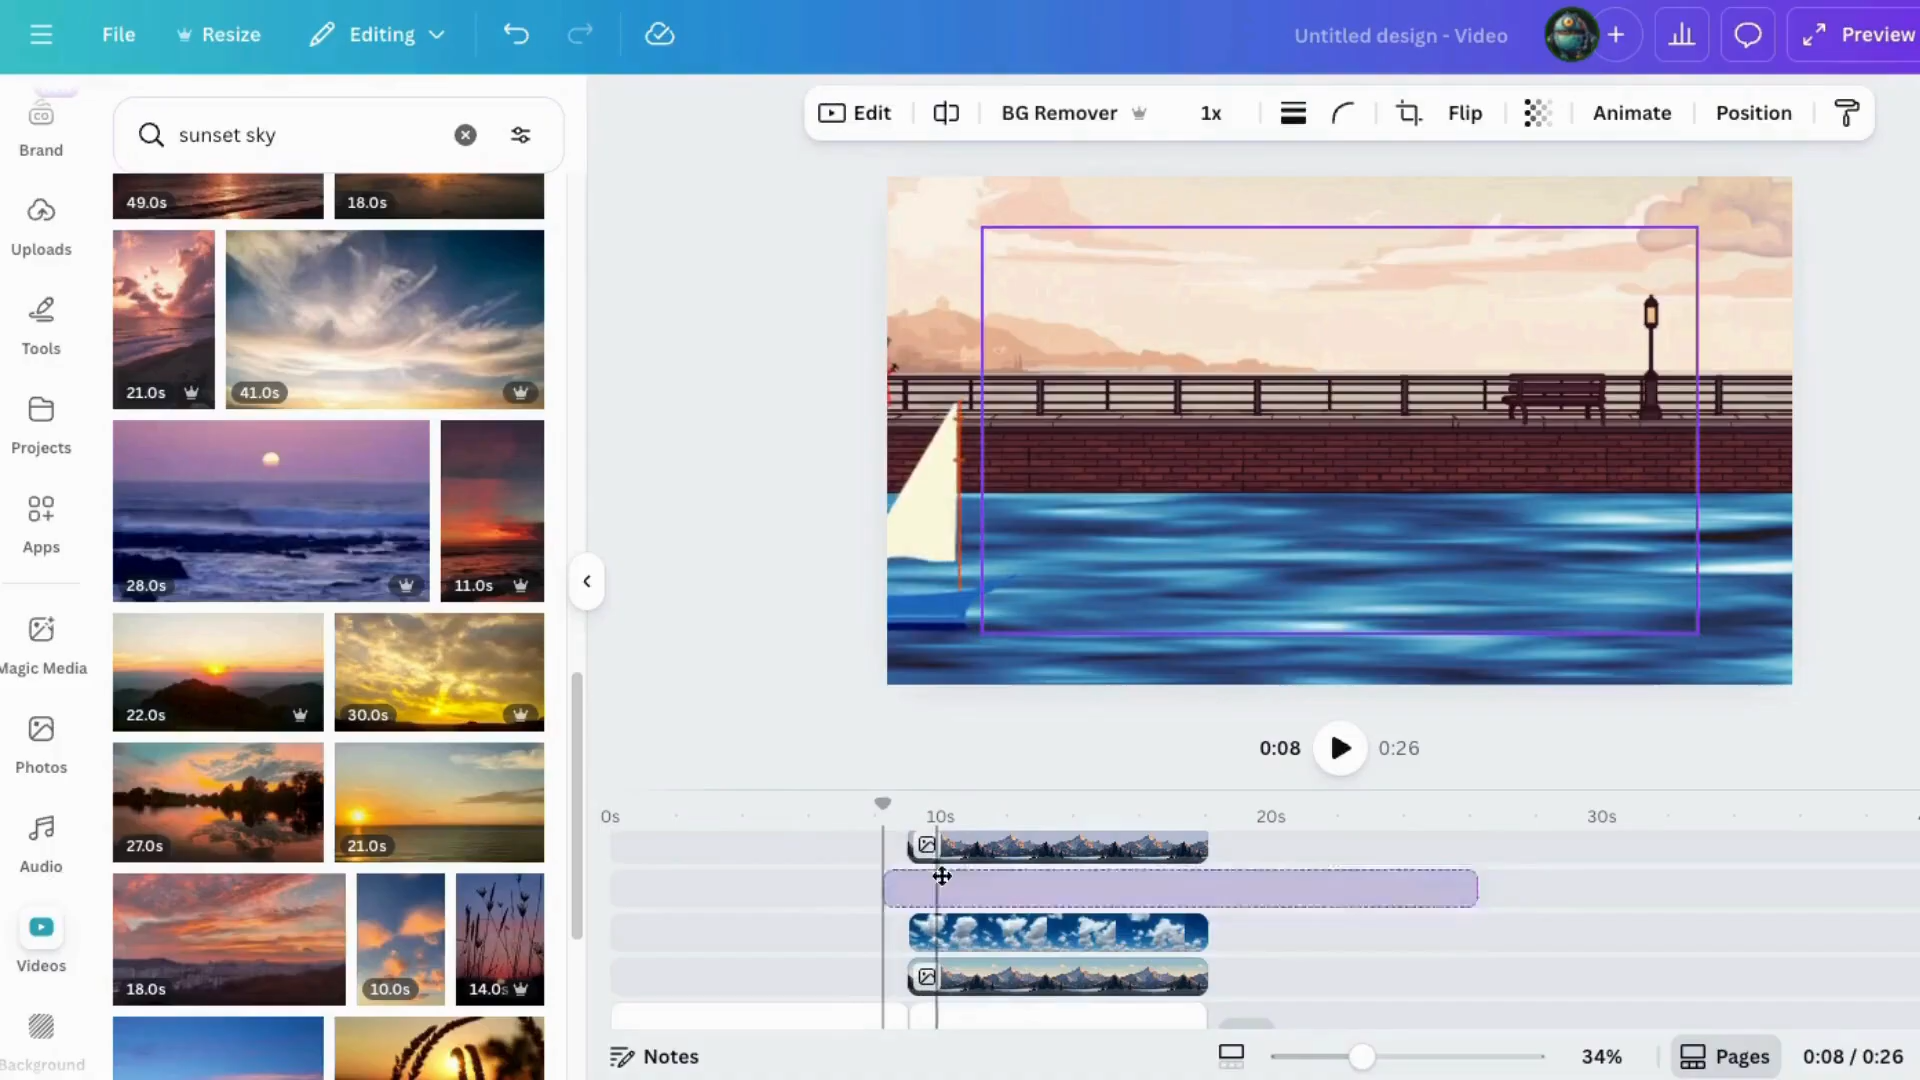 File
Resize
Editing
Untitled design - Video
Preview
Brand
Uploads
Tools
Projects
Apps
Magic Media
Photos
Audio
Videos
Background
sunset sky
49.0s
18.0s
21.0s
41.0s
28.0s
11.0s
22.0s
30.0s
27.0s
21.0s
18.0s
10.0s
14.0s
Edit
BG Remover
1x
Flip
Animate
Position
0:08
0:26
0s
10s
20s
30s
Notes
34%
Pages
0:08 / 0:26